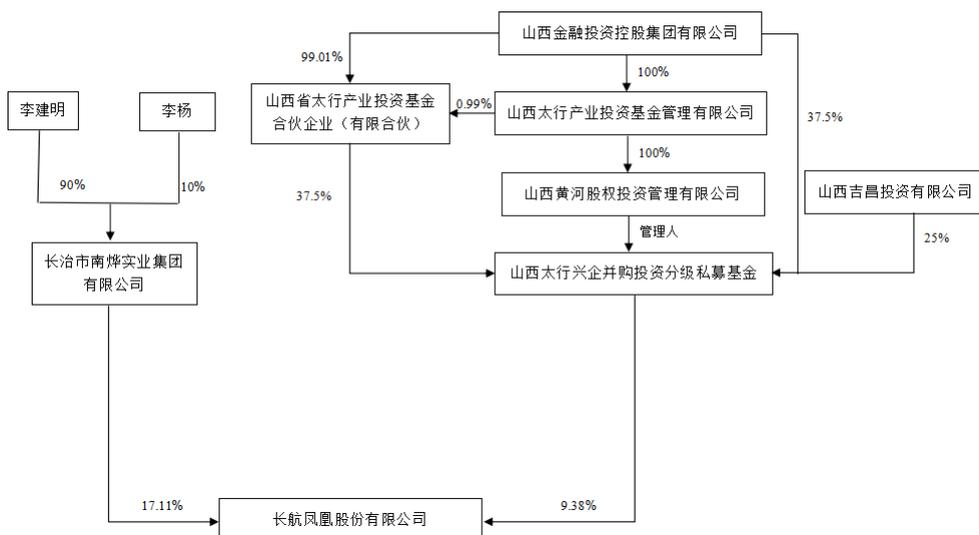 山西金融投资控股集团有限公司
99.01%
100%
李建明
李杨
山西省太行产业投资基金
合伙企业（有限合伙）
0.99%
山西太行产业投资基金管理有限公司
37.5%
100%
90%
10%
37.5%
山西黄河股权投资管理有限公司
山西吉昌投资有限公司
管理人
25%
长治市南烨实业集团
有限公司
山西太行兴企并购投资分级私募基金
17.11%
长航凤凰股份有限公司
9.38%